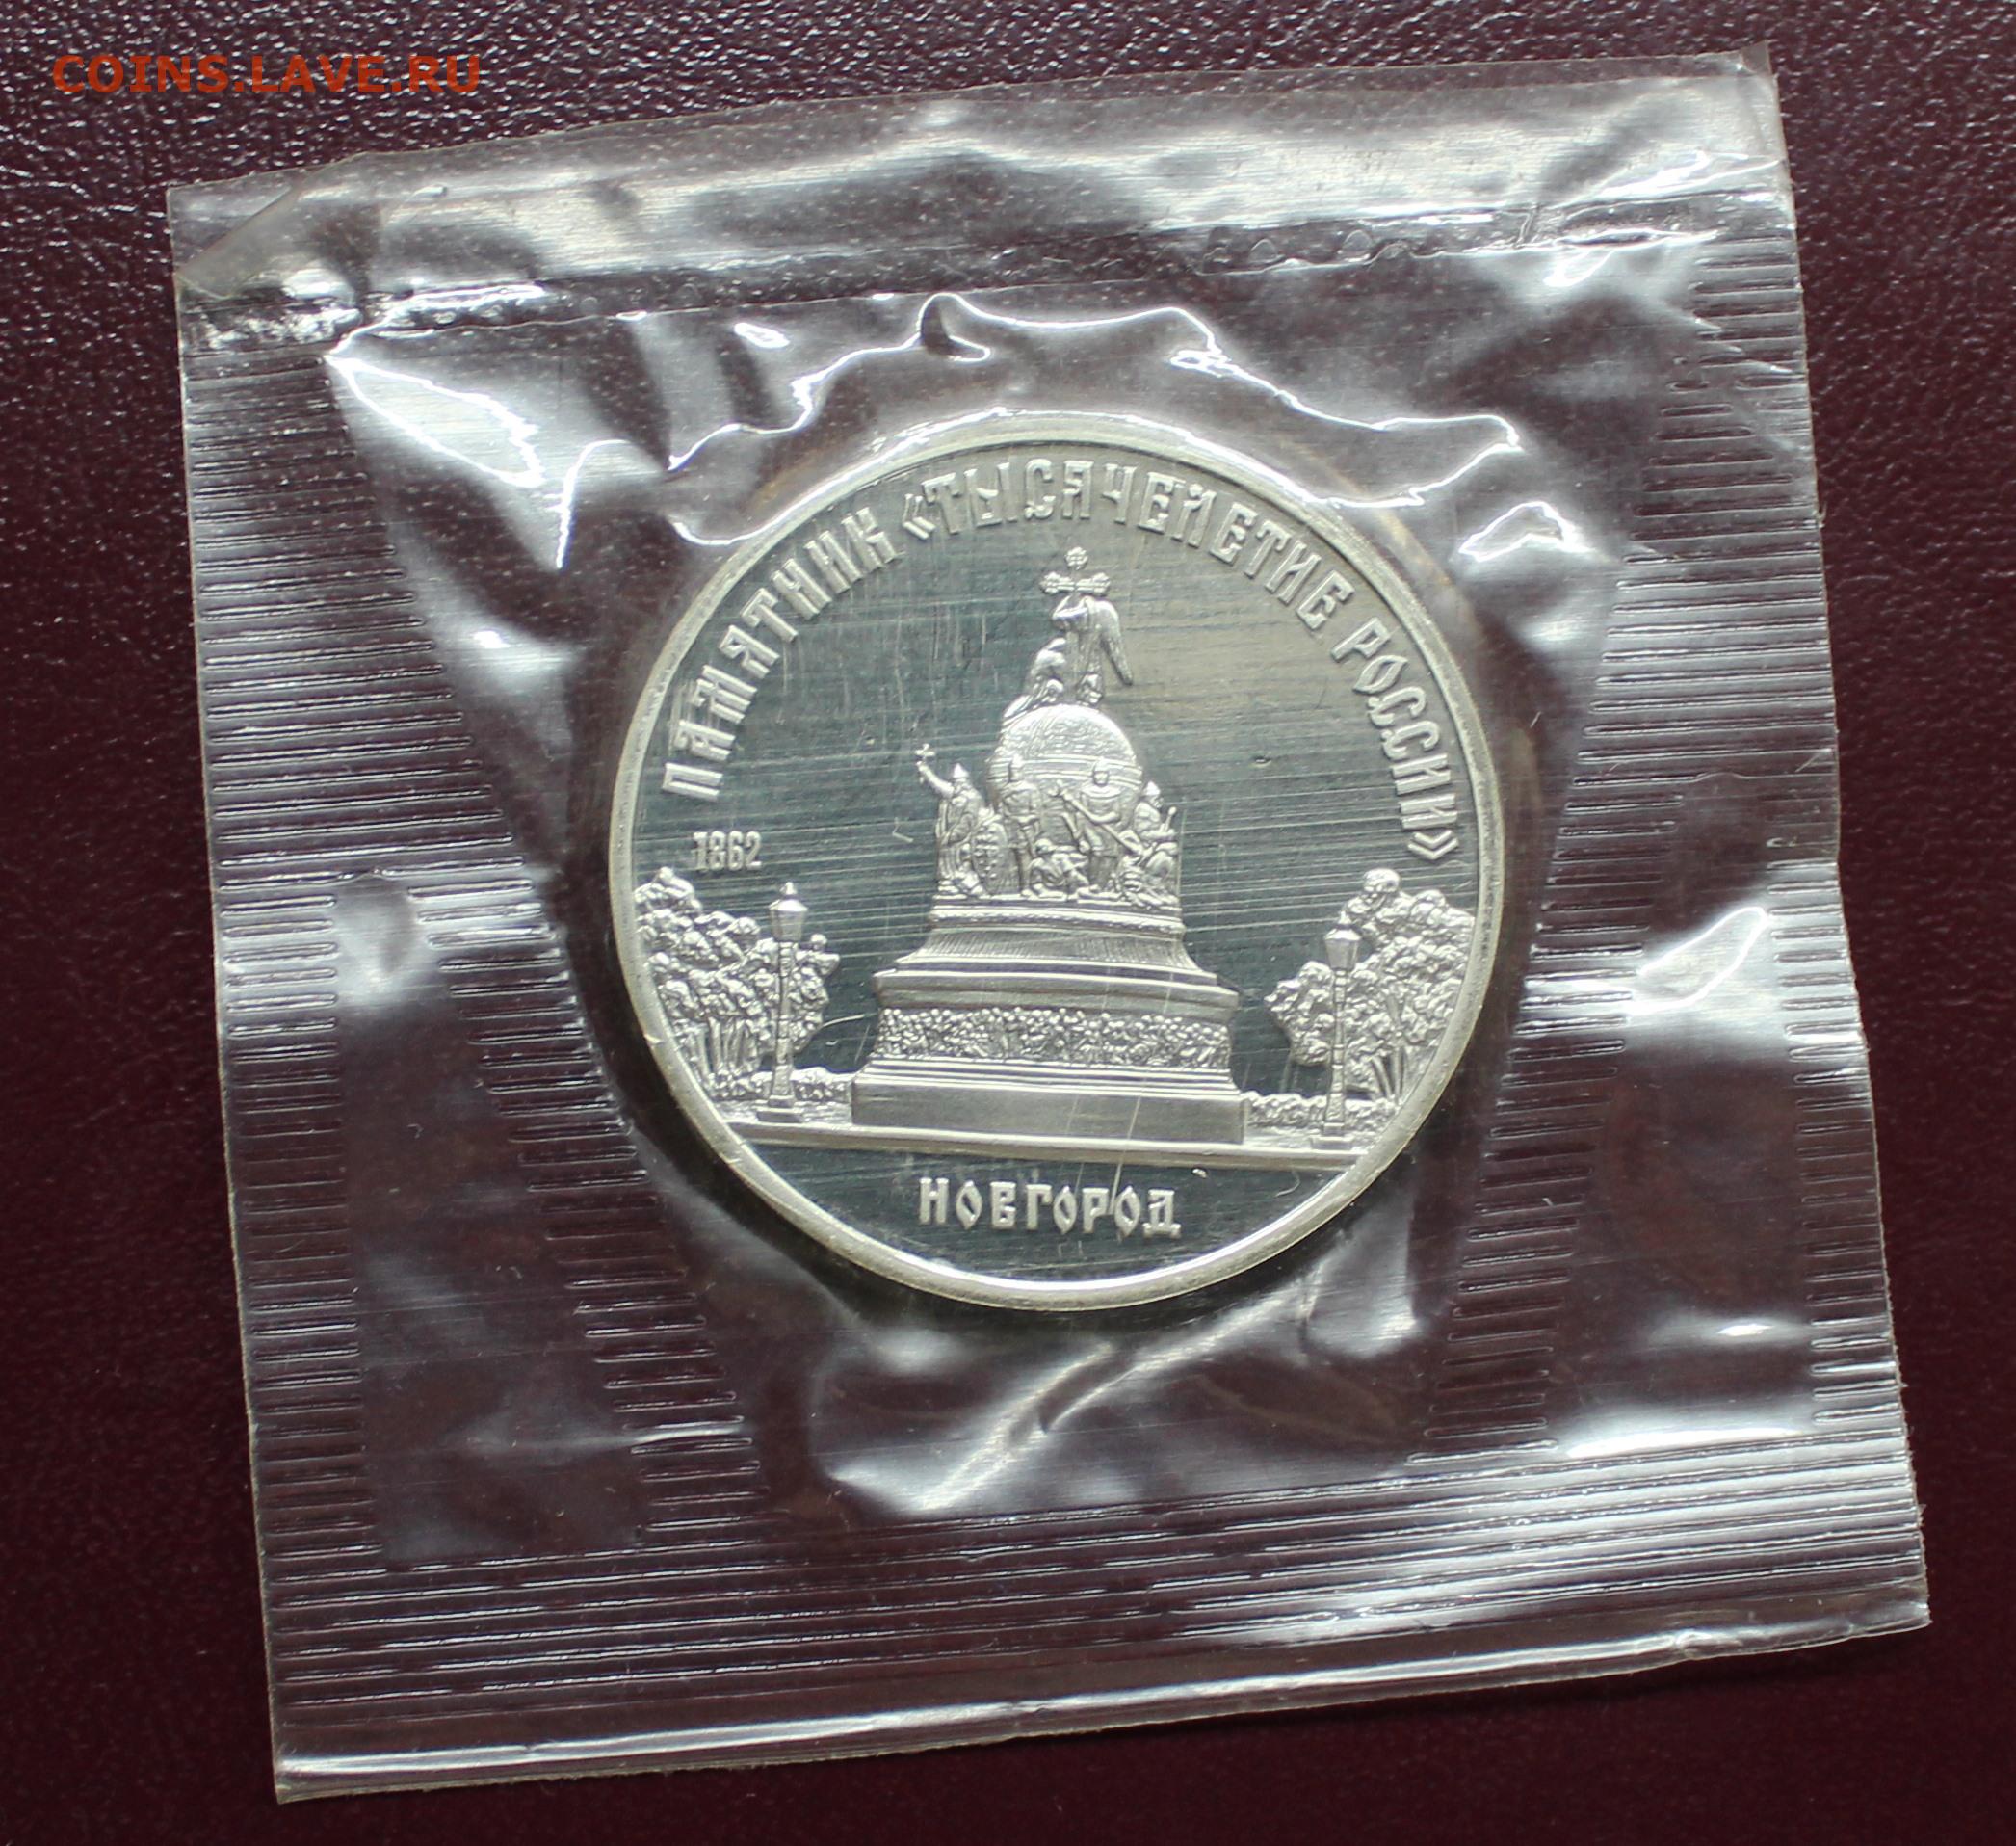 COINS.LAVE.RU
ПАМЯТНИК «ТЫСЯЧЕЛЕТИЕ РОССИИ»
1862
НОВГОРОД